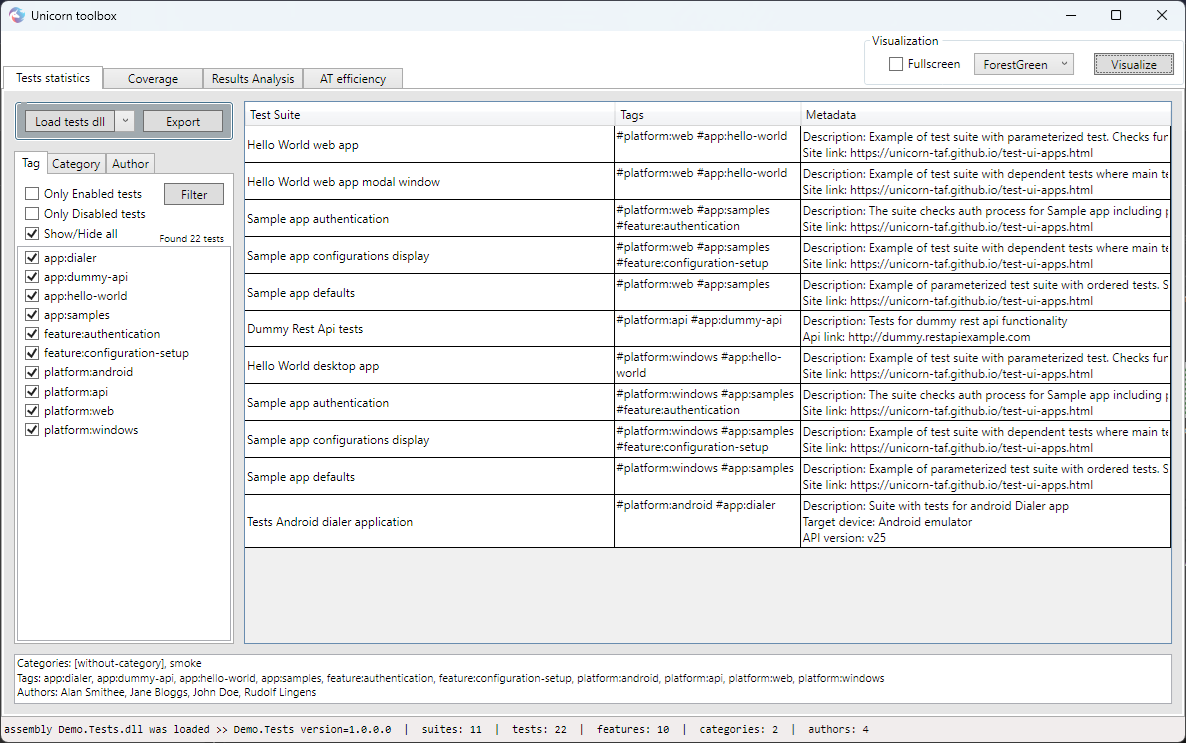 Unicorn toolbox
Visualization
Fullscreen
ForestGreen
Visualize
Tests statistics
Coverage
Results Analysis
AT efficiency
Load tests dll
Export
Tag
Category
Author
Only Enabled tests
Filter
Only Disabled tests
Show/Hide all
Found 22 tests
app:dialer
app:dummy-api
app:hello-world
app:samples
feature:authentication
feature:configuration-setup
platform:android
platform:api
platform:web
platform:windows
Test Suite
Tags
Metadata
Hello World web app
#platform:web #app:hello-world
Description: Example of test suite with parameterized test. Checks fun
Site link: https://unicorn-taf.github.io/test-ui-apps.html
Hello World web app modal window
#platform:web #app:hello-world
Description: Example of test suite with dependent tests where main te
Site link: https://unicorn-taf.github.io/test-ui-apps.html
Sample app authentication
#platform:web #app:samples
#feature:authentication
Description: The suite checks auth process for Sample app including p
Site link: https://unicorn-taf.github.io/test-ui-apps.html
Sample app configurations display
#platform:web #app:samples
#feature:configuration-setup
Description: Example of test suite with dependent tests where main te
Site link: https://unicorn-taf.github.io/test-ui-apps.html
Sample app defaults
#platform:web #app:samples
Description: Example of parameterized test suite with ordered tests. S
Site link: https://unicorn-taf.github.io/test-ui-apps.html
Dummy Rest Api tests
#platform:api #app:dummy-api
Description: Tests for dummy rest api functionality
Api link: http://dummy.restapiexample.com
Hello World desktop app
#platform:windows #app:hello-
world
Description: Example of test suite with parameterized test. Checks fun
Site link: https://unicorn-taf.github.io/test-ui-apps.html
Sample app authentication
#platform:windows #app:samples
#feature:authentication
Description: The suite checks auth process for Sample app including p
Site link: https://unicorn-taf.github.io/test-ui-apps.html
Sample app configurations display
#platform:windows #app:samples
#feature:configuration-setup
Description: Example of test suite with dependent tests where main te
Site link: https://unicorn-taf.github.io/test-ui-apps.html
Sample app defaults
#platform:windows #app:samples
Description: Example of parameterized test suite with ordered tests. S
Site link: https://unicorn-taf.github.io/test-ui-apps.html
Tests Android dialer application
#platform:android #app:dialer
Description: Suite with tests for android Dialer app
Target device: Android emulator
API version: v25
Categories: [without-category], smoke
Tags: app:dialer, app:dummy-api, app:hello-world, app:samples, feature:authentication, feature:configuration-setup, platform:android, platform:api, platform:web, platform:windows
Authors: Alan Smithee, Jane Bloggs, John Doe, Rudolf Lingens
assembly Demo.Tests.dll was loaded >> Demo.Tests version=1.0.0.0 | suites: 11 | tests: 22 | features: 10 | categories: 2 | authors: 4